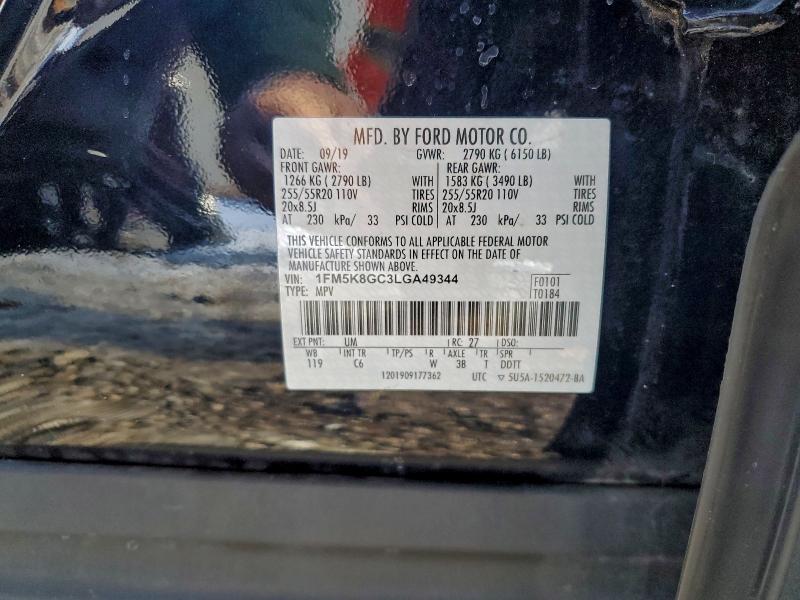 MFD. BY FORD MOTOR CO.
DATE: 09/19 GVWR: 2790 KG ( 6150 LB)
FRONT GAWR: REAR GAWR:
1266 KG ( 2790 LB) WITH 1583 KG ( 3490 LB) WITH
255/55R20 110V TIRES 255/55R20 110V TIRES
20x8.5J RIMS 20x8.5J RIMS
AT 230 kPa/ 33 PSI COLD AT 230 kPa/ 33 PSI COLD
THIS VEHICLE CONFORMS TO ALL APPLICABLE FEDERAL MOTOR
VEHICLE SAFETY STANDARDS IN EFFECT ON THE DATE OF
MANUFACTURE SHOWN ABOVE.
VIN: 1FM5K8GC3LGA49344 F0101
TYPE: MPV T0184
EXT PNT: UM RC: 27 DSO:
WB INT TR TP/PS R AXLE TR SPR
119 C6 W 3B T DDTT
1201909177362 UTC ▽ 5U5A-1520472-BA